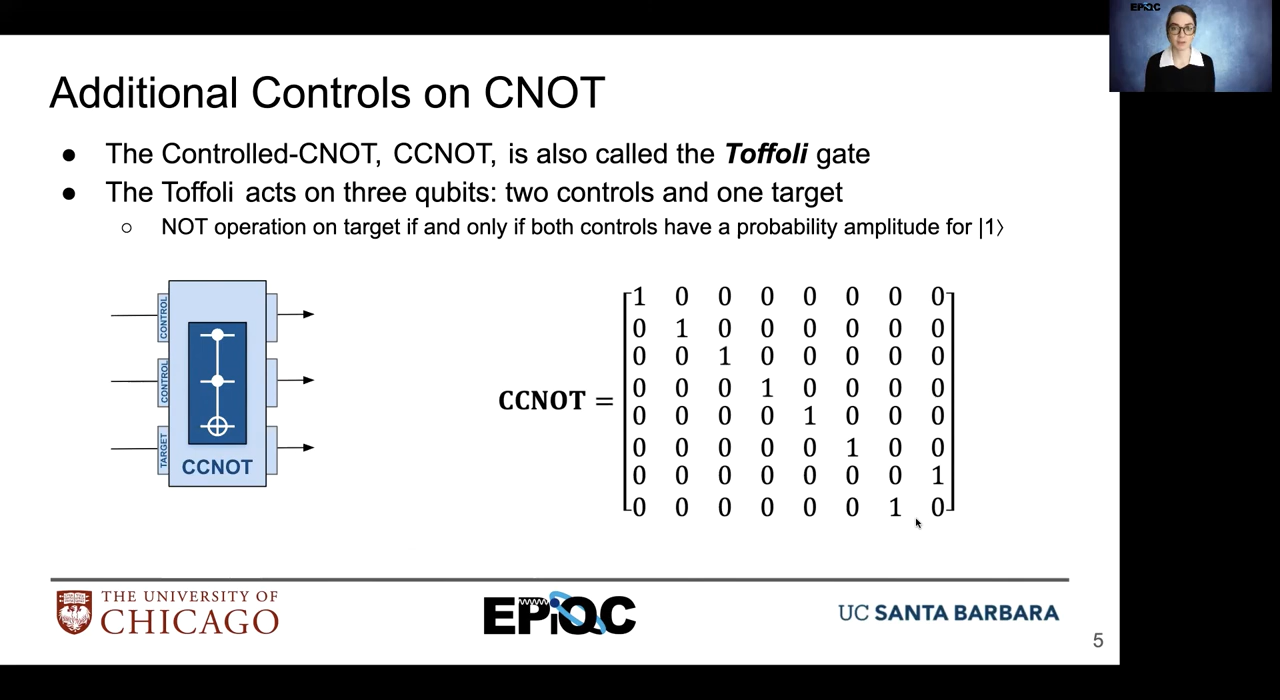 EPiQC
Additional Controls on CNOT
● The Controlled-CNOT, CCNOT, is also called the Toffoli gate
● The Toffoli acts on three qubits: two controls and one target
○ NOT operation on target if and only if both controls have a probability amplitude for |1⟩
CONTROL
CONTROL
TARGET
CCNOT
CCNOT =
1 0 0 0 0 0 0 0
0 1 0 0 0 0 0 0
0 0 1 0 0 0 0 0
0 0 0 1 0 0 0 0
0 0 0 0 1 0 0 0
0 0 0 0 0 1 0 0
0 0 0 0 0 0 0 1
0 0 0 0 0 0 1 0
THE UNIVERSITY OF
CHICAGO
EPiQC
UC SANTA BARBARA
5